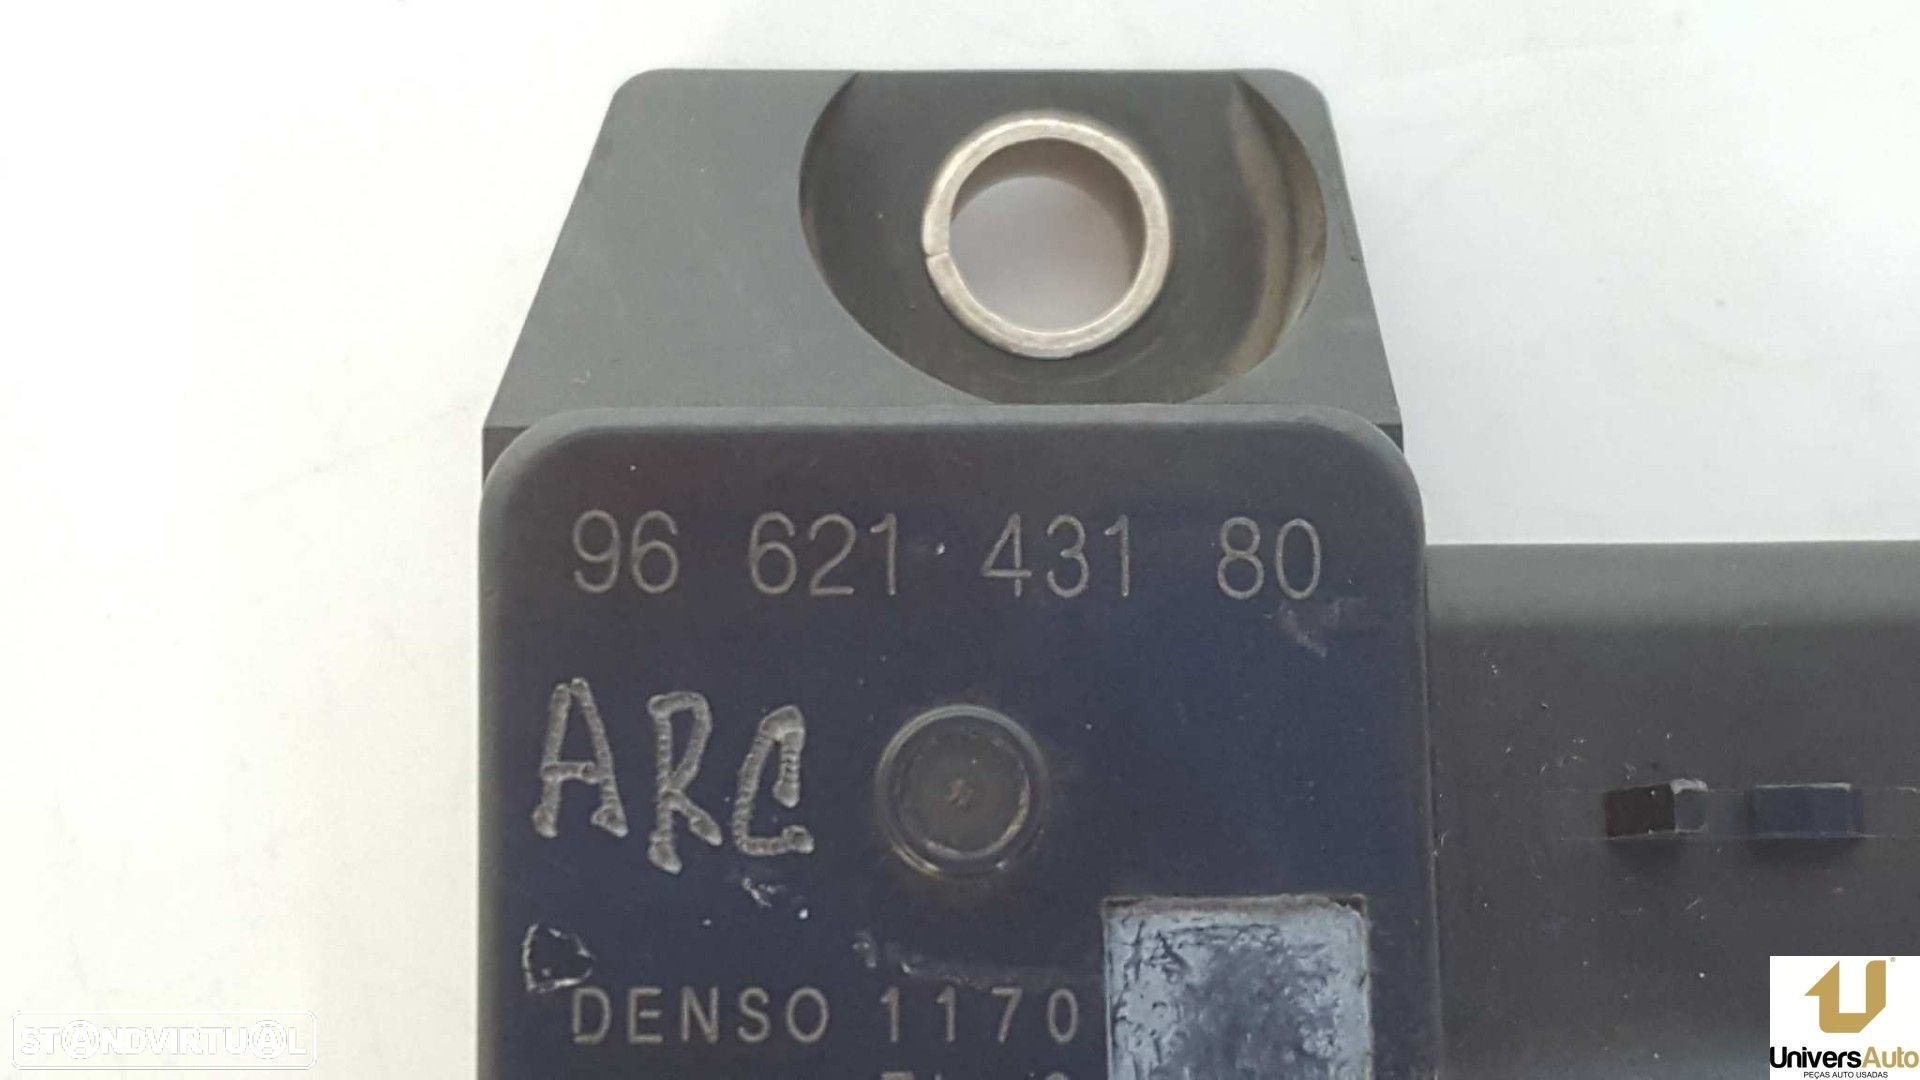 96 621 431 80
ARC
DENSO 1170
STANDVIRTUAL
UniversAuto
PEÇAS AUTO USADAS